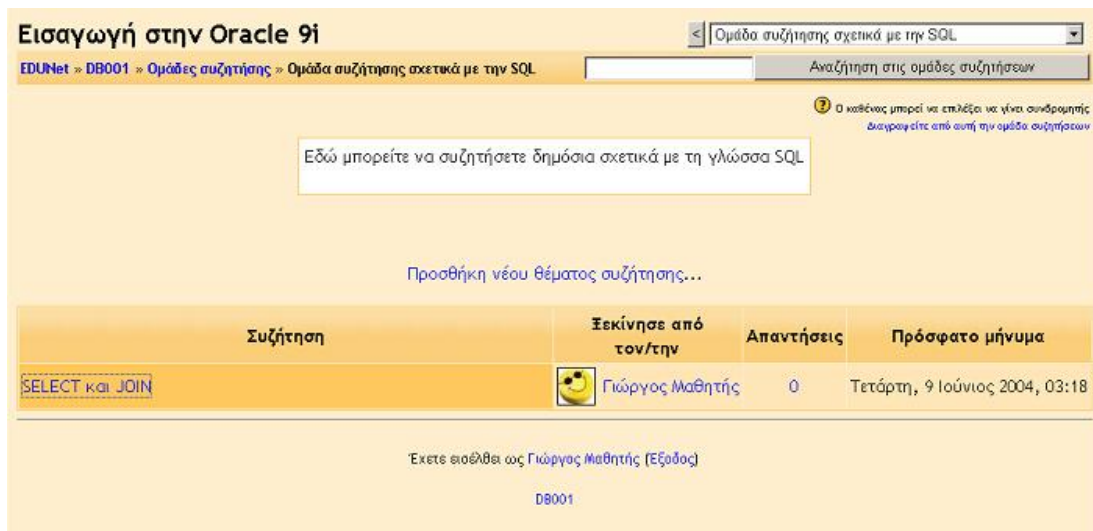 Εισαγωγή στην Oracle 9i
< Ομάδα συζήτησης σχετικά με την SQL
EDUNet » DB001 » Ομάδες συζητήσης » Ομάδα συζήτησης σχετικά με την SQL
Αναζήτηση στις ομάδες συζητήσεων
? Ο καθένας μπορεί να επιλέξει να γίνει συνδρομητής
Διαγραφείτε από αυτή την ομάδα συζητήσεων
Εδώ μπορείτε να συζητήσετε δημόσια σχετικά με τη γλώσσα SQL
Προσθήκη νέου θέματος συζήτησης...
Συζήτηση Ξεκίνησε από τον/την Απαντήσεις Πρόσφατο μήνυμα
SELECT και JOIN Γιώργος Μαθητής 0 Τετάρτη, 9 Ιούνιος 2004, 03:18
Έχετε εισέλθει ως Γιώργος Μαθητής (Έξοδος)
DB001